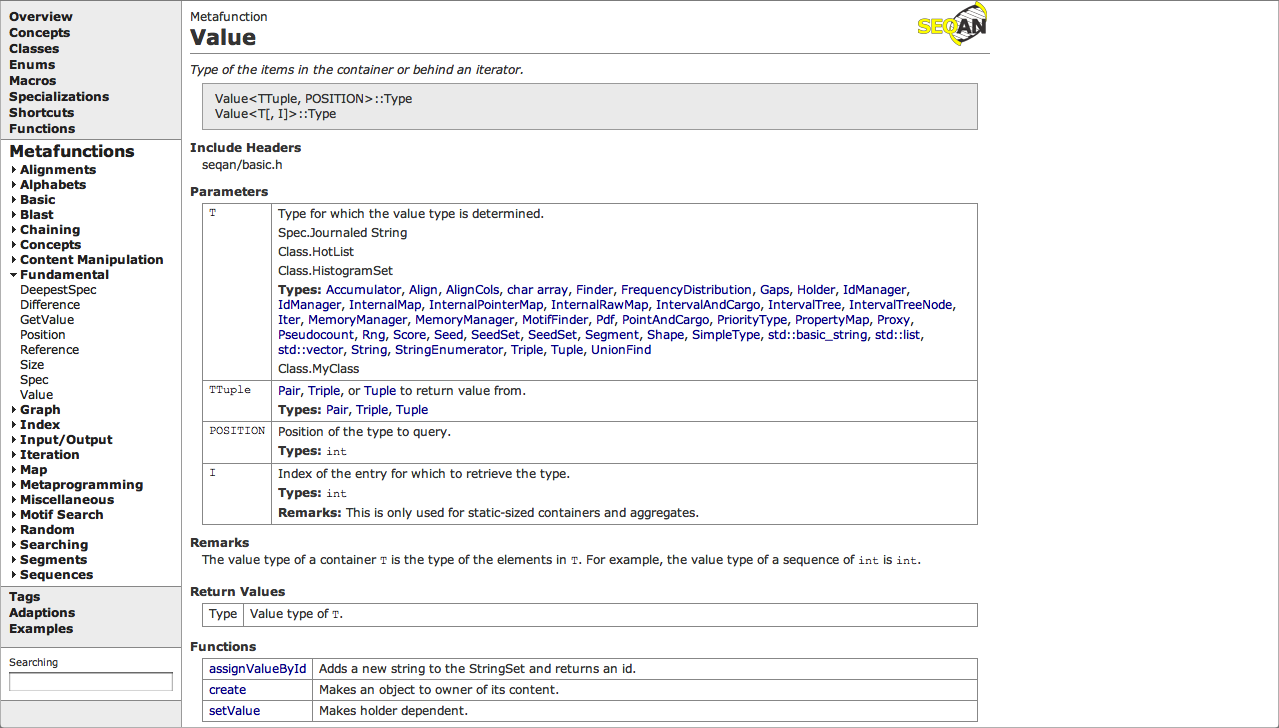 Overview
Concepts
Classes
Enums
Macros
Specializations
Shortcuts
Functions
Metafunctions
Alignments
Alphabets
Basic
Blast
Chaining
Concepts
Content Manipulation
Fundamental
DeepestSpec
Difference
GetValue
Position
Reference
Size
Spec
Value
Graph
Index
Input/Output
Iteration
Map
Metaprogramming
Miscellaneous
Motif Search
Random
Searching
Segments
Sequences
Tags
Adaptions
Examples
Searching
Metafunction
Value
SEQAN
Type of the items in the container or behind an iterator.
Value<TTuple, POSITION>::Type
Value<T[, I]>::Type
Include Headers
seqan/basic.h
Parameters
T Type for which the value type is determined.
Spec.Journaled String
Class.HotList
Class.HistogramSet
Types: Accumulator, Align, AlignCols, char array, Finder, FrequencyDistribution, Gaps, Holder, IdManager,
IdManager, InternalMap, InternalPointerMap, InternalRawMap, IntervalAndCargo, IntervalTree, IntervalTreeNode,
Iter, MemoryManager, MemoryManager, MotifFinder, Pdf, PointAndCargo, PriorityType, PropertyMap, Proxy,
Pseudocount, Rng, Score, Seed, SeedSet, SeedSet, Segment, Shape, SimpleType, std::basic_string, std::list,
std::vector, String, StringEnumerator, Triple, Tuple, UnionFind
Class.MyClass
TTuple Pair, Triple, or Tuple to return value from.
Types: Pair, Triple, Tuple
POSITION Position of the type to query.
Types: int
I Index of the entry for which to retrieve the type.
Types: int
Remarks: This is only used for static-sized containers and aggregates.
Remarks
The value type of a container T is the type of the elements in T. For example, the value type of a sequence of int is int.
Return Values
Type Value type of T.
Functions
assignValueById Adds a new string to the StringSet and returns an id.
create Makes an object to owner of its content.
setValue Makes holder dependent.